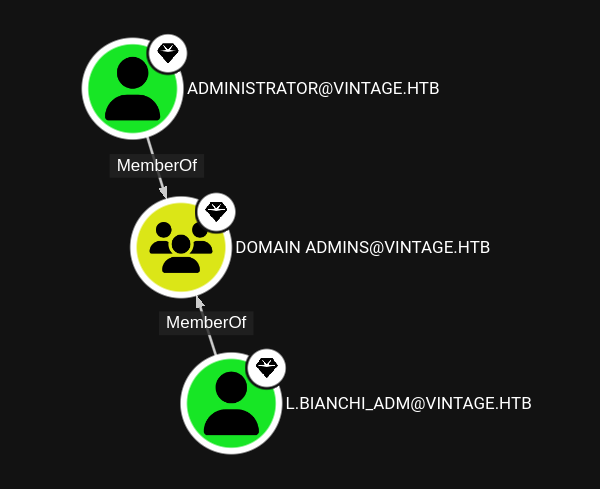 ADMINISTRATOR@VINTAGE.HTB
MemberOf
DOMAIN ADMINS@VINTAGE.HTB
MemberOf
L.BIANCHI_ADM@VINTAGE.HTB